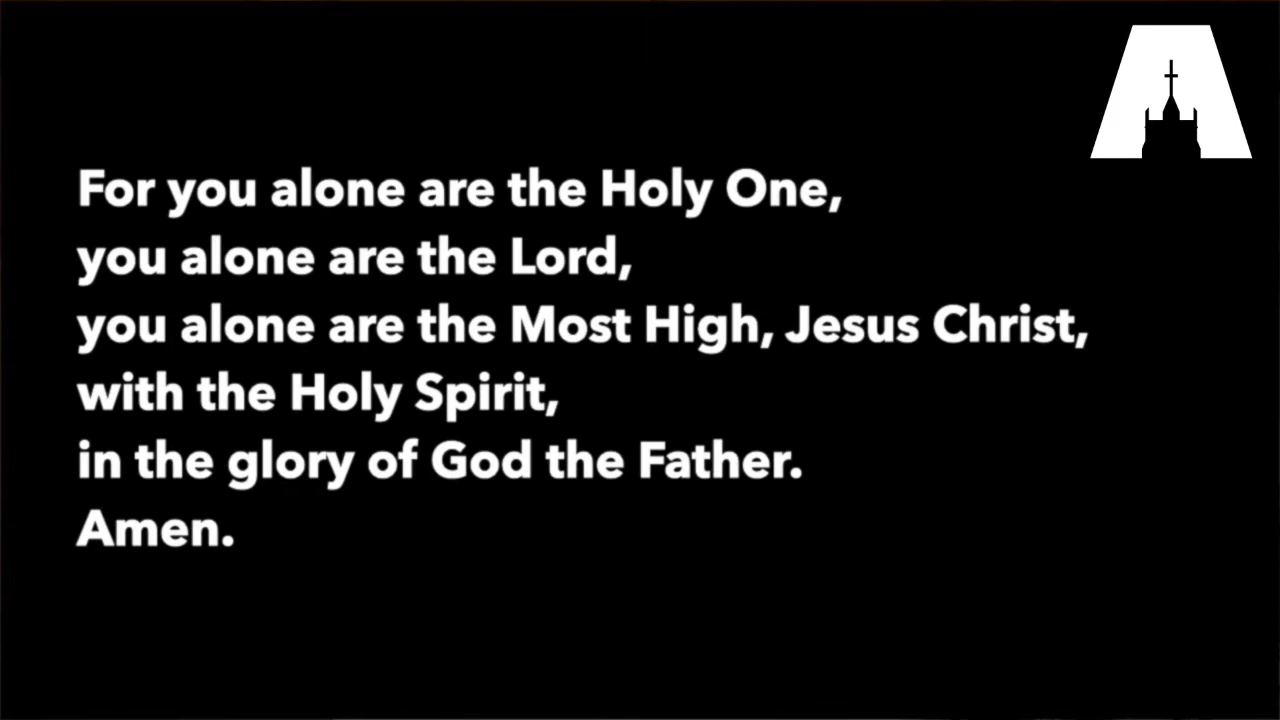 For you alone are the Holy One,
you alone are the Lord,
you alone are the Most High, Jesus Christ,
with the Holy Spirit,
in the glory of God the Father.
Amen.